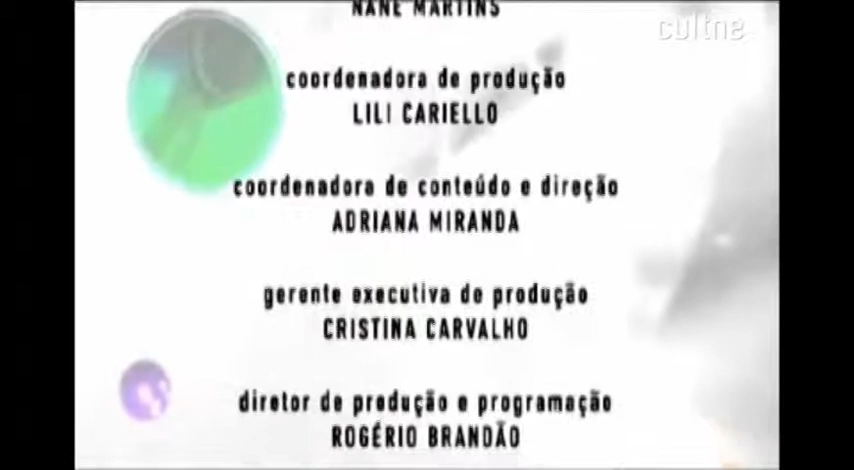 NANE MARTINS
cultne
coordenadora de produção
LILI CARIELLO
coordenadora de conteúdo e direção
ADRIANA MIRANDA
gerente executiva de produção
CRISTINA CARVALHO
diretor de produção e programação
ROGÉRIO BRANDÃO